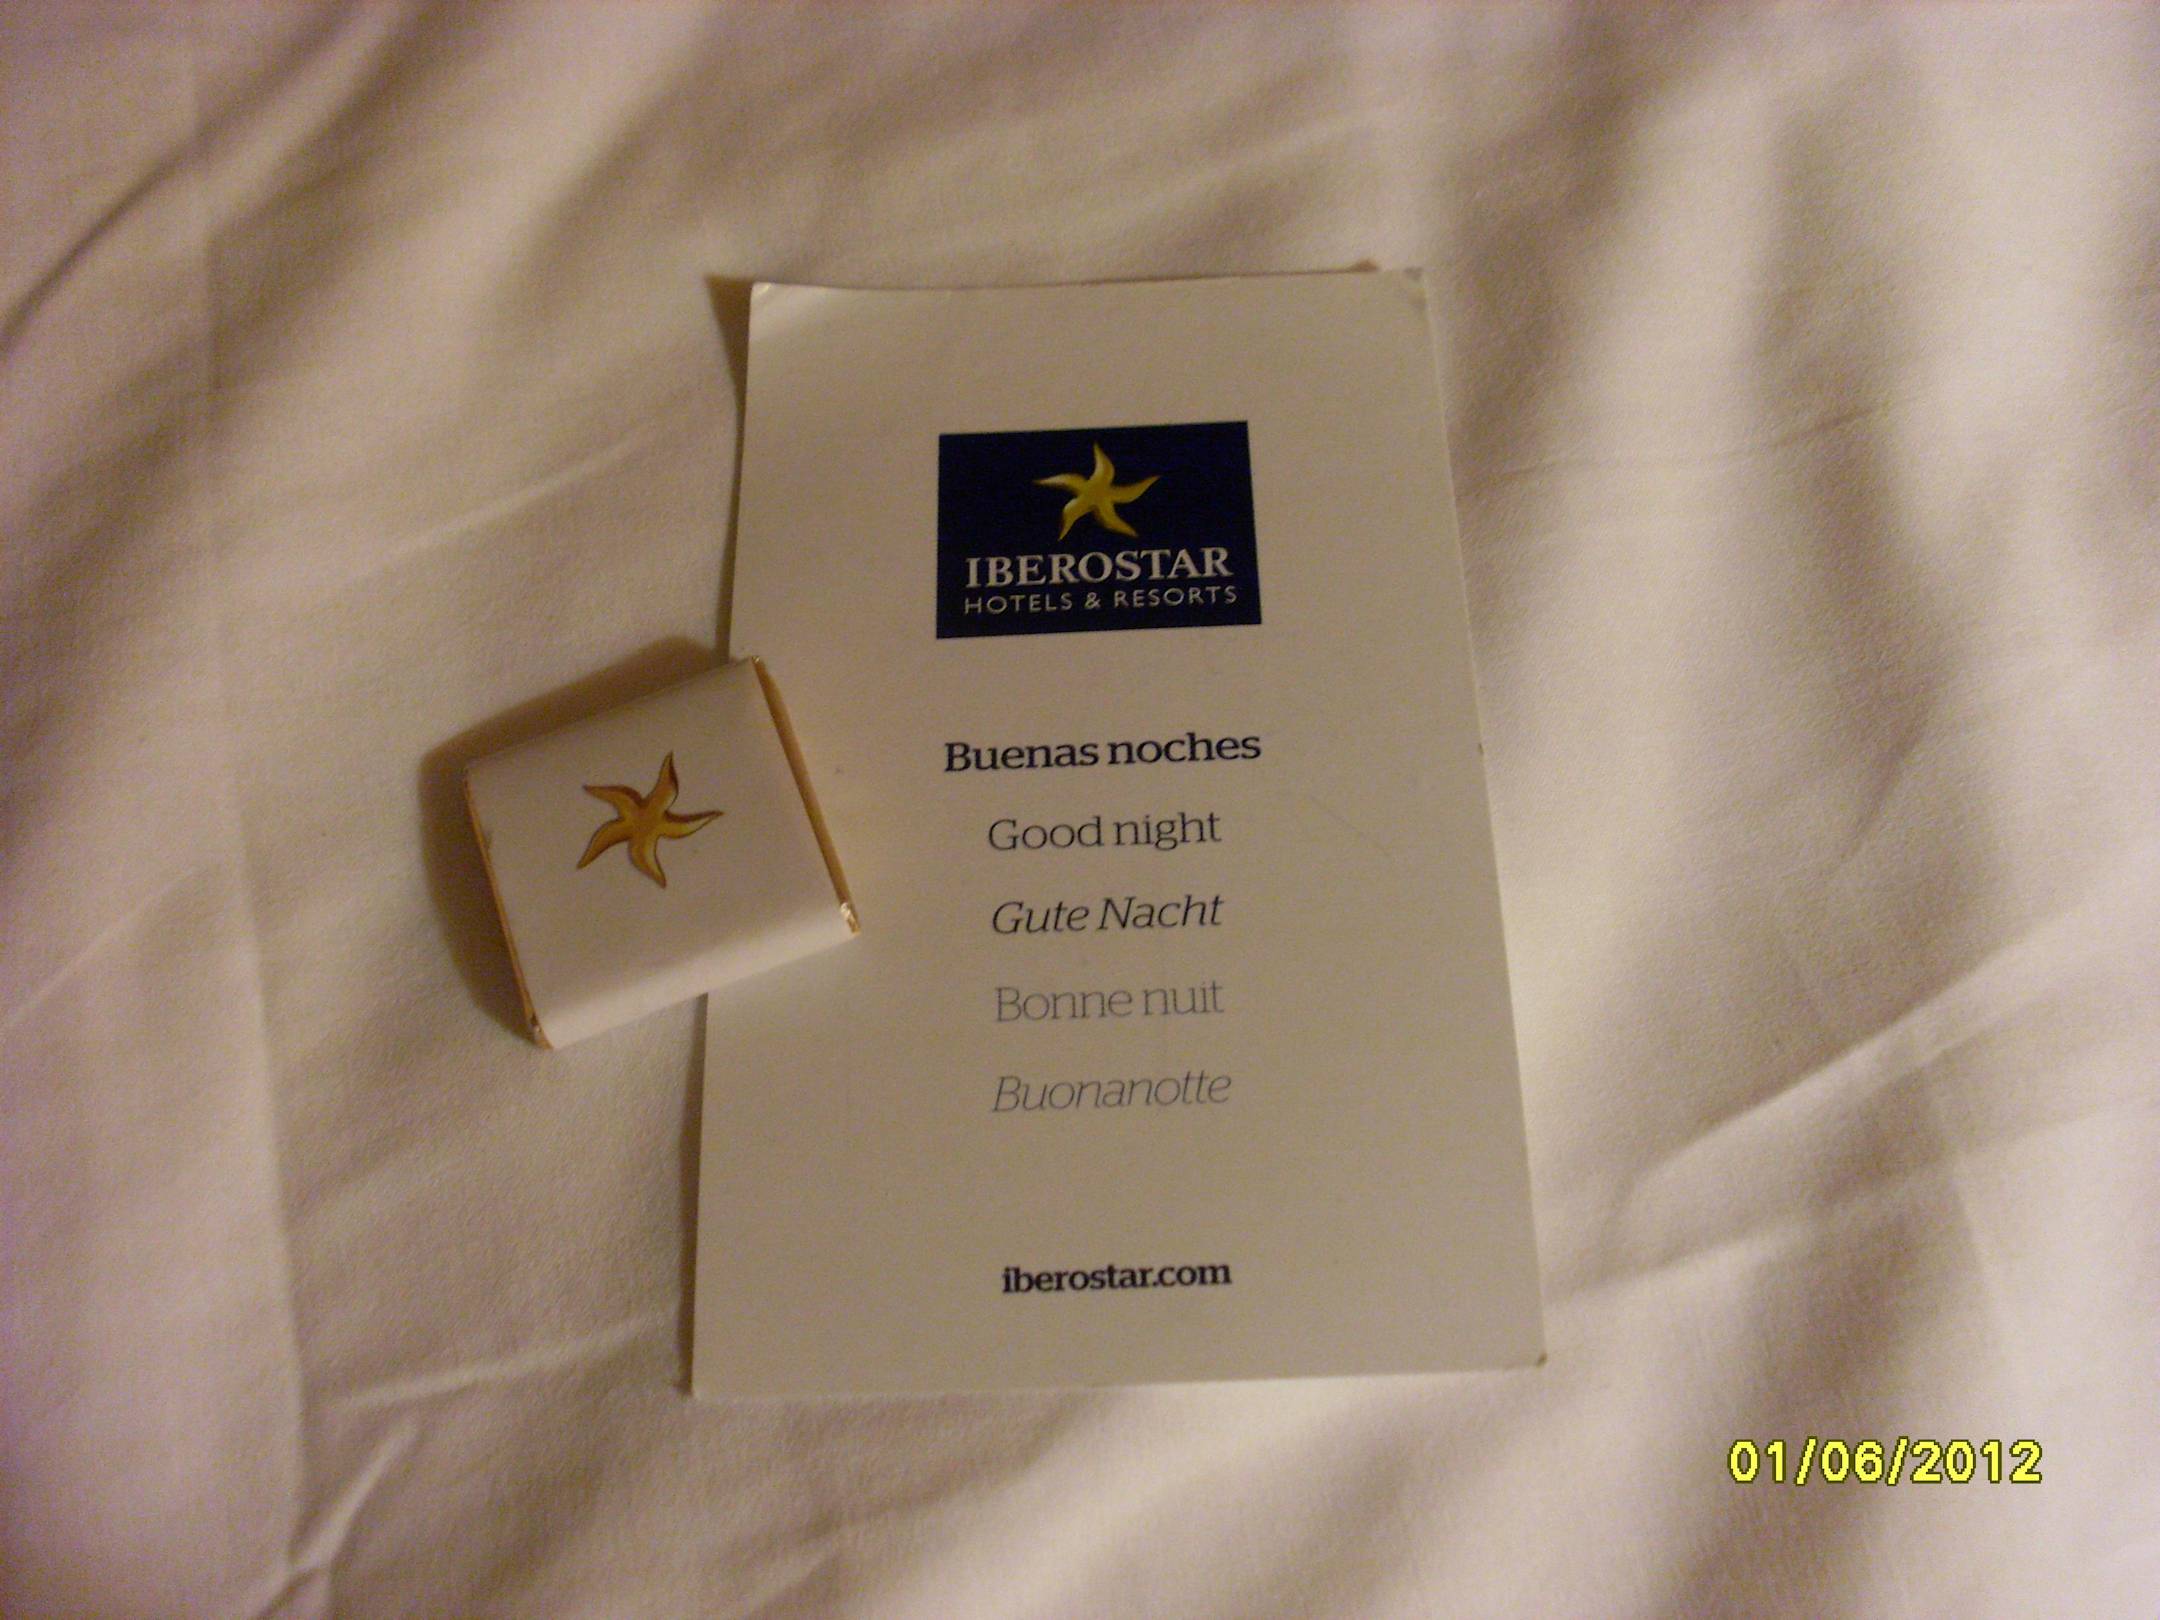 IBEROSTAR
HOTELS & RESORTS
Buenas noches
Good night
Gute Nacht
Bonne nuit
Buonanotte
iberostar.com
01/06/2012